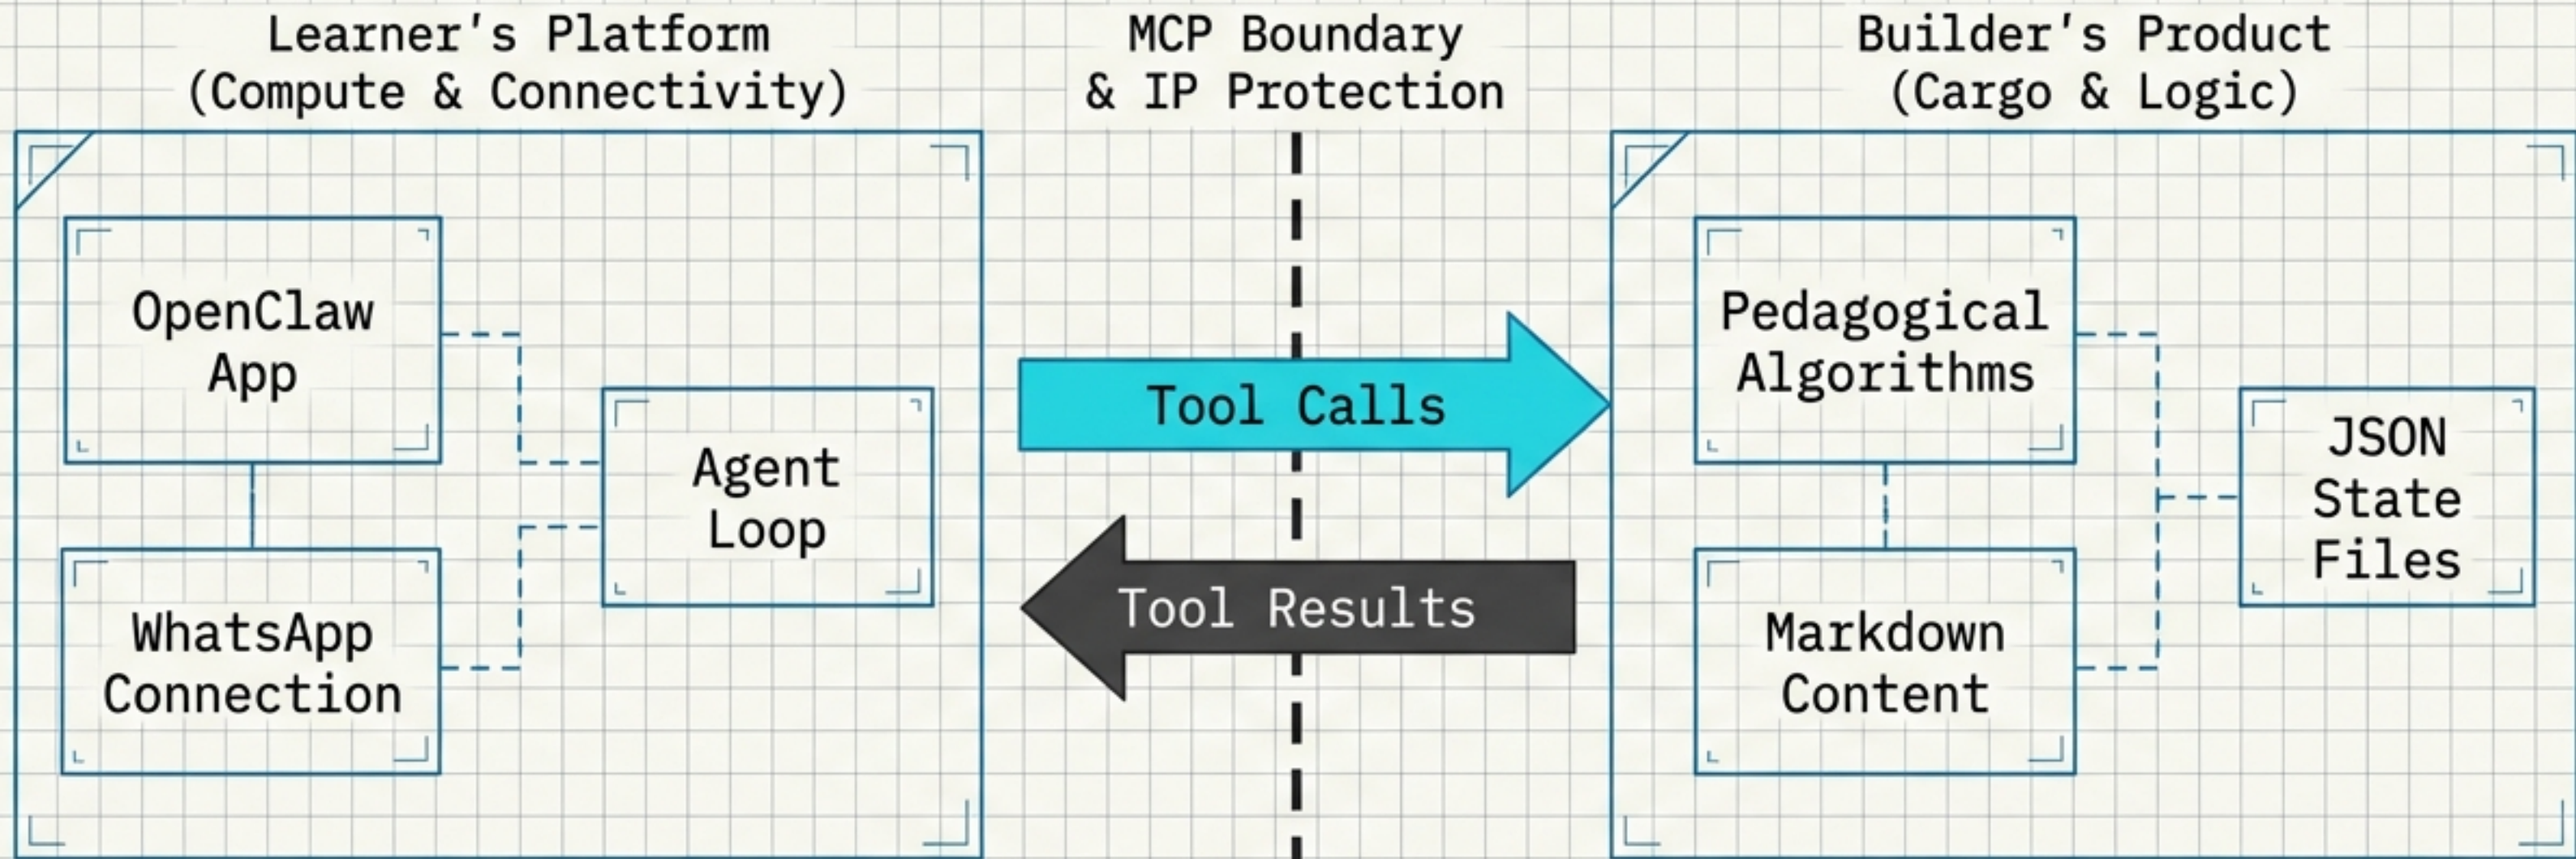 Learner's Platform
(Compute & Connectivity)
MCP Boundary
& IP Protection
Builder's Product
(Cargo & Logic)
OpenClaw
App
WhatsApp
Connection
Agent
Loop
Tool Calls
Tool Results
Pedagogical
Algorithms
Markdown
Content
JSON
State
Files